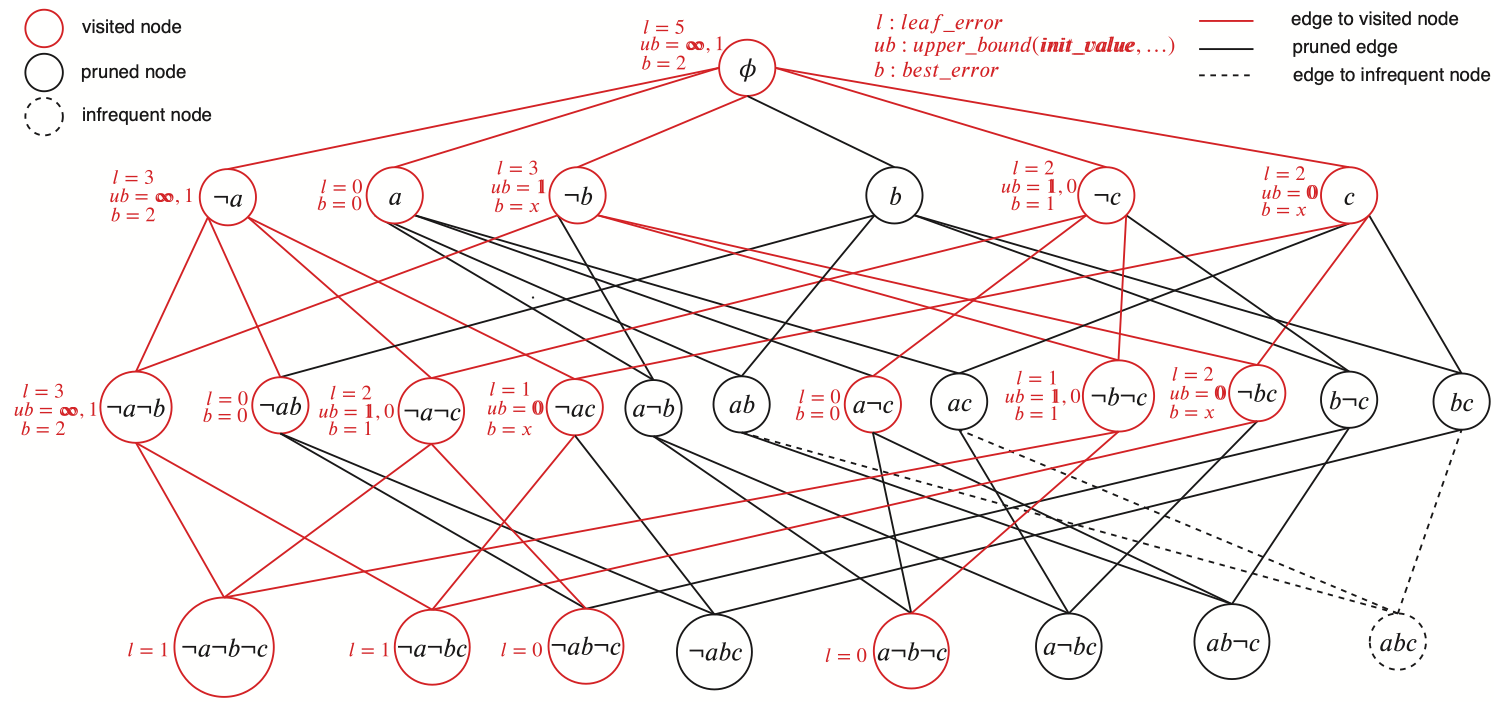 visited node
pruned node
infrequent node
l = 5
ub = ∞, 1
b = 2
ϕ
l : leaf_error
ub : upper_bound(init_value, …)
b : best_error
edge to visited node
pruned edge
edge to infrequent node
l = 3
ub = ∞, 1
b = 2
¬a
l = 0
b = 0
a
l = 3
ub = 1
b = x
¬b
b
l = 2
ub = 1, 0
b = 1
¬c
l = 2
ub = 0
b = x
c
l = 3
ub = ∞, 1
b = 2
¬a¬b
l = 0
b = 0
¬ab
l = 2
ub = 1, 0
b = 1
¬a¬c
l = 1
ub = 0
b = x
¬ac
a¬b
ab
l = 0
b = 0
a¬c
ac
l = 1
ub = 1, 0
b = 1
¬b¬c
l = 2
ub = 0
b = x
¬bc
b¬c
bc
l = 1
¬a¬b¬c
l = 1
¬a¬bc
l = 0
¬ab¬c
¬abc
l = 0
a¬b¬c
a¬bc
ab¬c
abc